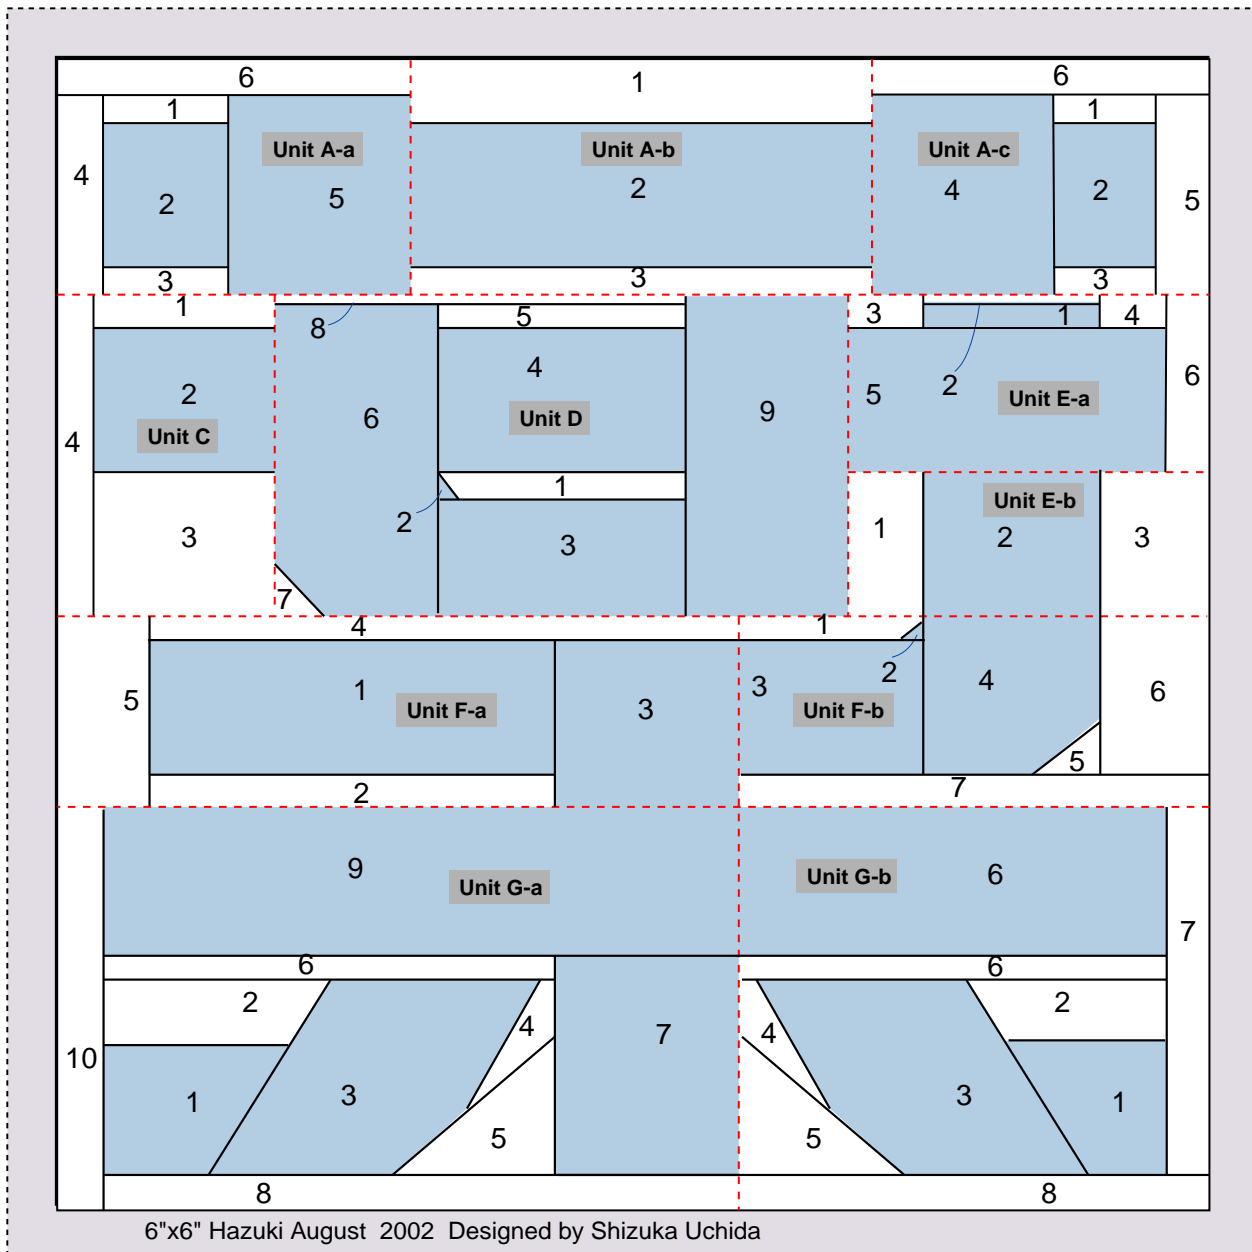 6 1 6
1 1
Unit A-a Unit A-b Unit A-c
4 2 5 2 4 2 5
3 3 3
1 8 5 3 1 4
2 4 2 6
Unit C 6 Unit D 9 5 Unit E-a
4
1 Unit E-b
3 2 3 1 2 3
7
4 1
5 1 Unit F-a 3 3 Unit F-b 2 4 6
5
2 7
9 6
Unit G-a Unit G-b
7
6 6
2 4 7 4 2
10 1 3 3 1
5 5
8 8
6"x6" Hazuki August 2002 Designed by Shizuka Uchida